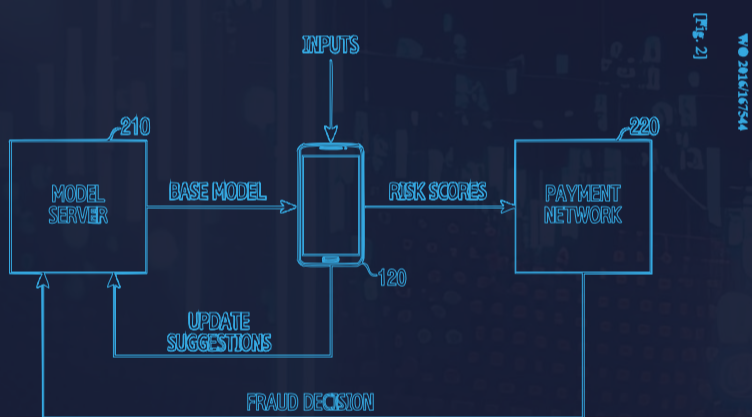 WO 2016/167544
[Fig. 2]
INPUTS
210
220
MODEL
SERVER
BASE MODEL
RISK SCORES
PAYMENT
NETWORK
120
UPDATE
SUGGESTIONS
FRAUD DECISION